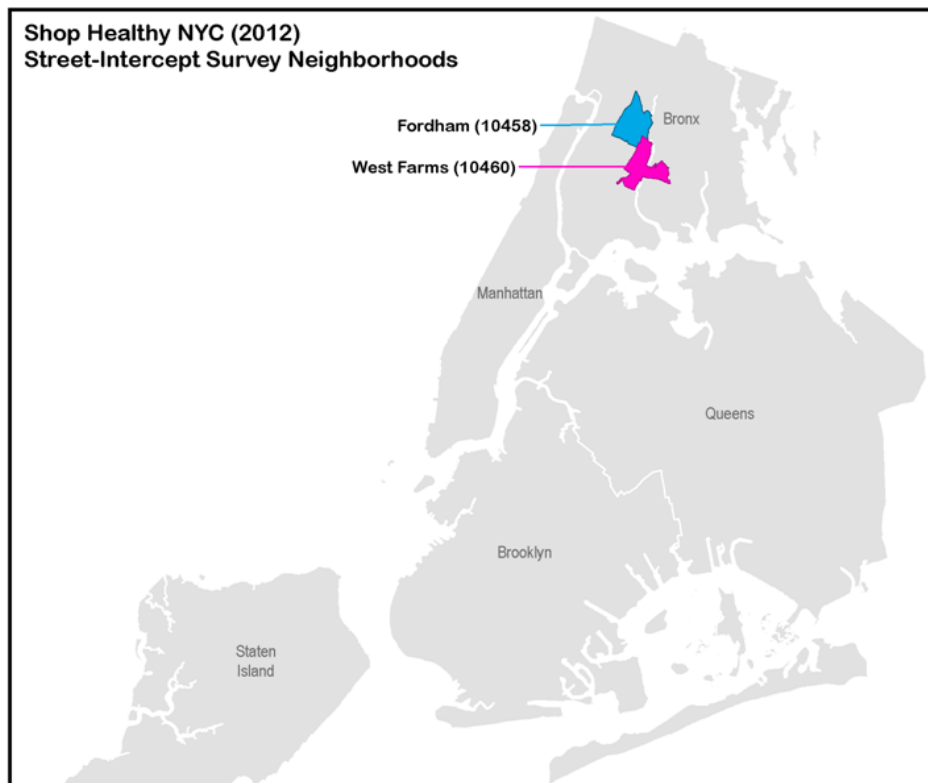 Shop Healthy NYC (2012)
Street-Intercept Survey Neighborhoods
Fordham (10458)
Bronx
West Farms (10460)
Manhattan
Queens
Brooklyn
Staten
Island